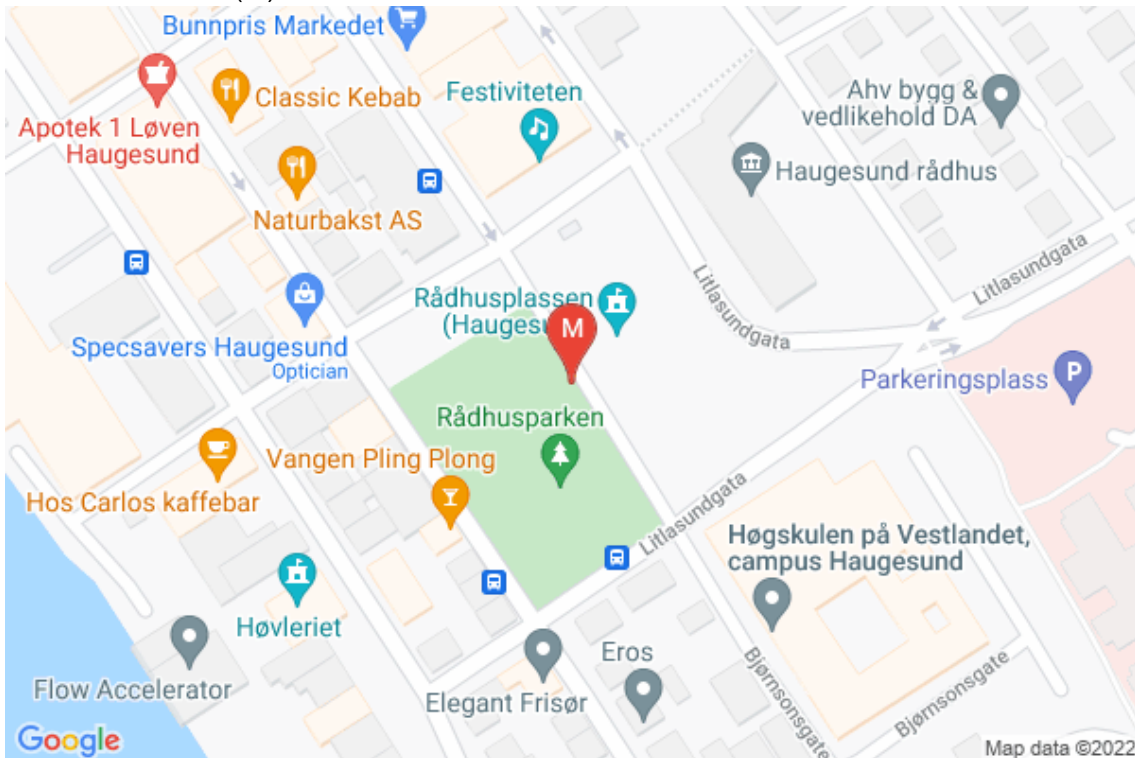 Bunnpris Markedet
Classic Kebab
Festiviteten
Ahv bygg &
vedlikehold DA
Apotek 1 Løven
Haugesund
Haugesund rådhus
Naturbakst AS
Litlasundgata
Litlasundgata
Rådhusplassen
(Haugesu
M
Specsavers Haugesund
Optician
Parkeringsplass
P
Rådhusparken
Vangen Pling Plong
Hos Carlos kaffebar
Litlasundgata
Høgskulen på Vestlandet,
campus Haugesund
Høvleriet
Eros
Flow Accelerator
Elegant Frisør
Bjørnsonsgate
Bjørnsonsgate
Google
Map data ©2022